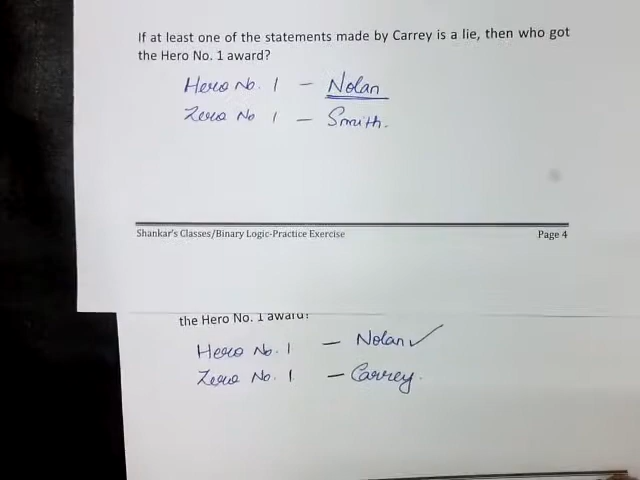 If at least one of the statements made by Carrey is a lie, then who got
the Hero No. 1 award?
Hero No. 1 – Nolan
Zero No 1 – Smith.
Shankar's Classes/Binary Logic-Practice Exercise Page 4
the Hero No. 1 award?
Hero No. 1 – Nolan ✓
Zero No. 1 – Carrey.